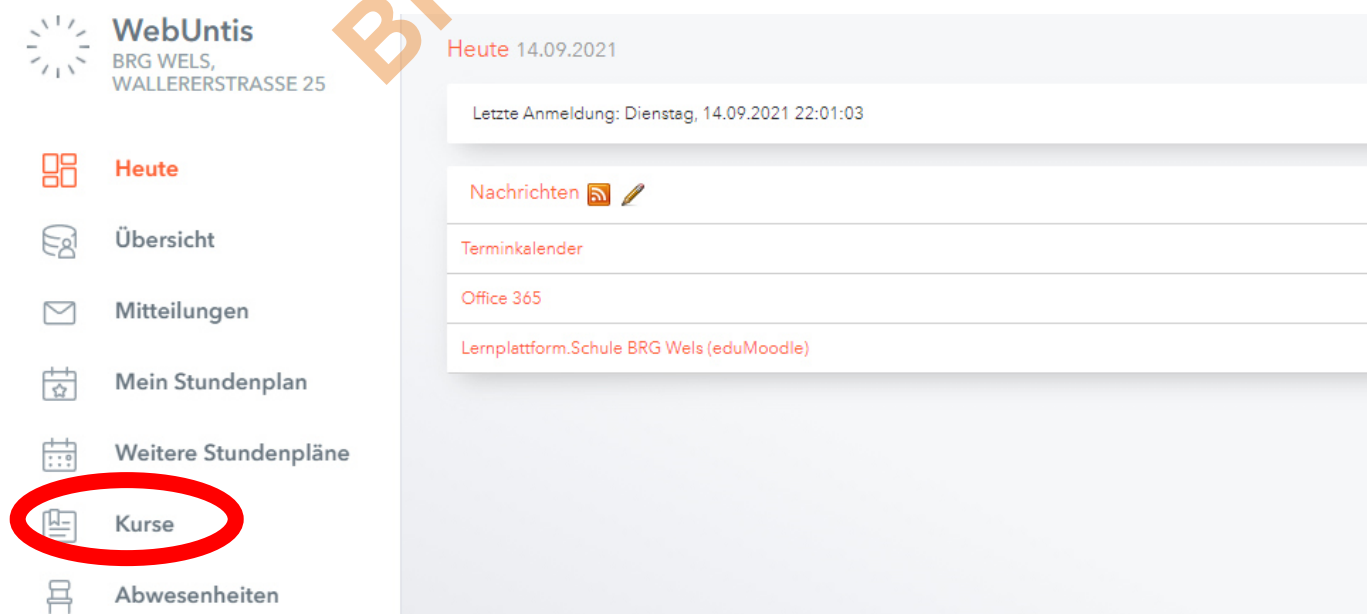 WebUntis
BRG WELS,
WALLERERSTRASSE 25
Heute
Übersicht
Mitteilungen
Mein Stundenplan
Weitere Stundenpläne
Kurse
Abwesenheiten
Heute 14.09.2021
Letzte Anmeldung: Dienstag, 14.09.2021 22:01:03
Nachrichten
Terminkalender
Office 365
Lernplattform.Schule BRG Wels (eduMoodle)